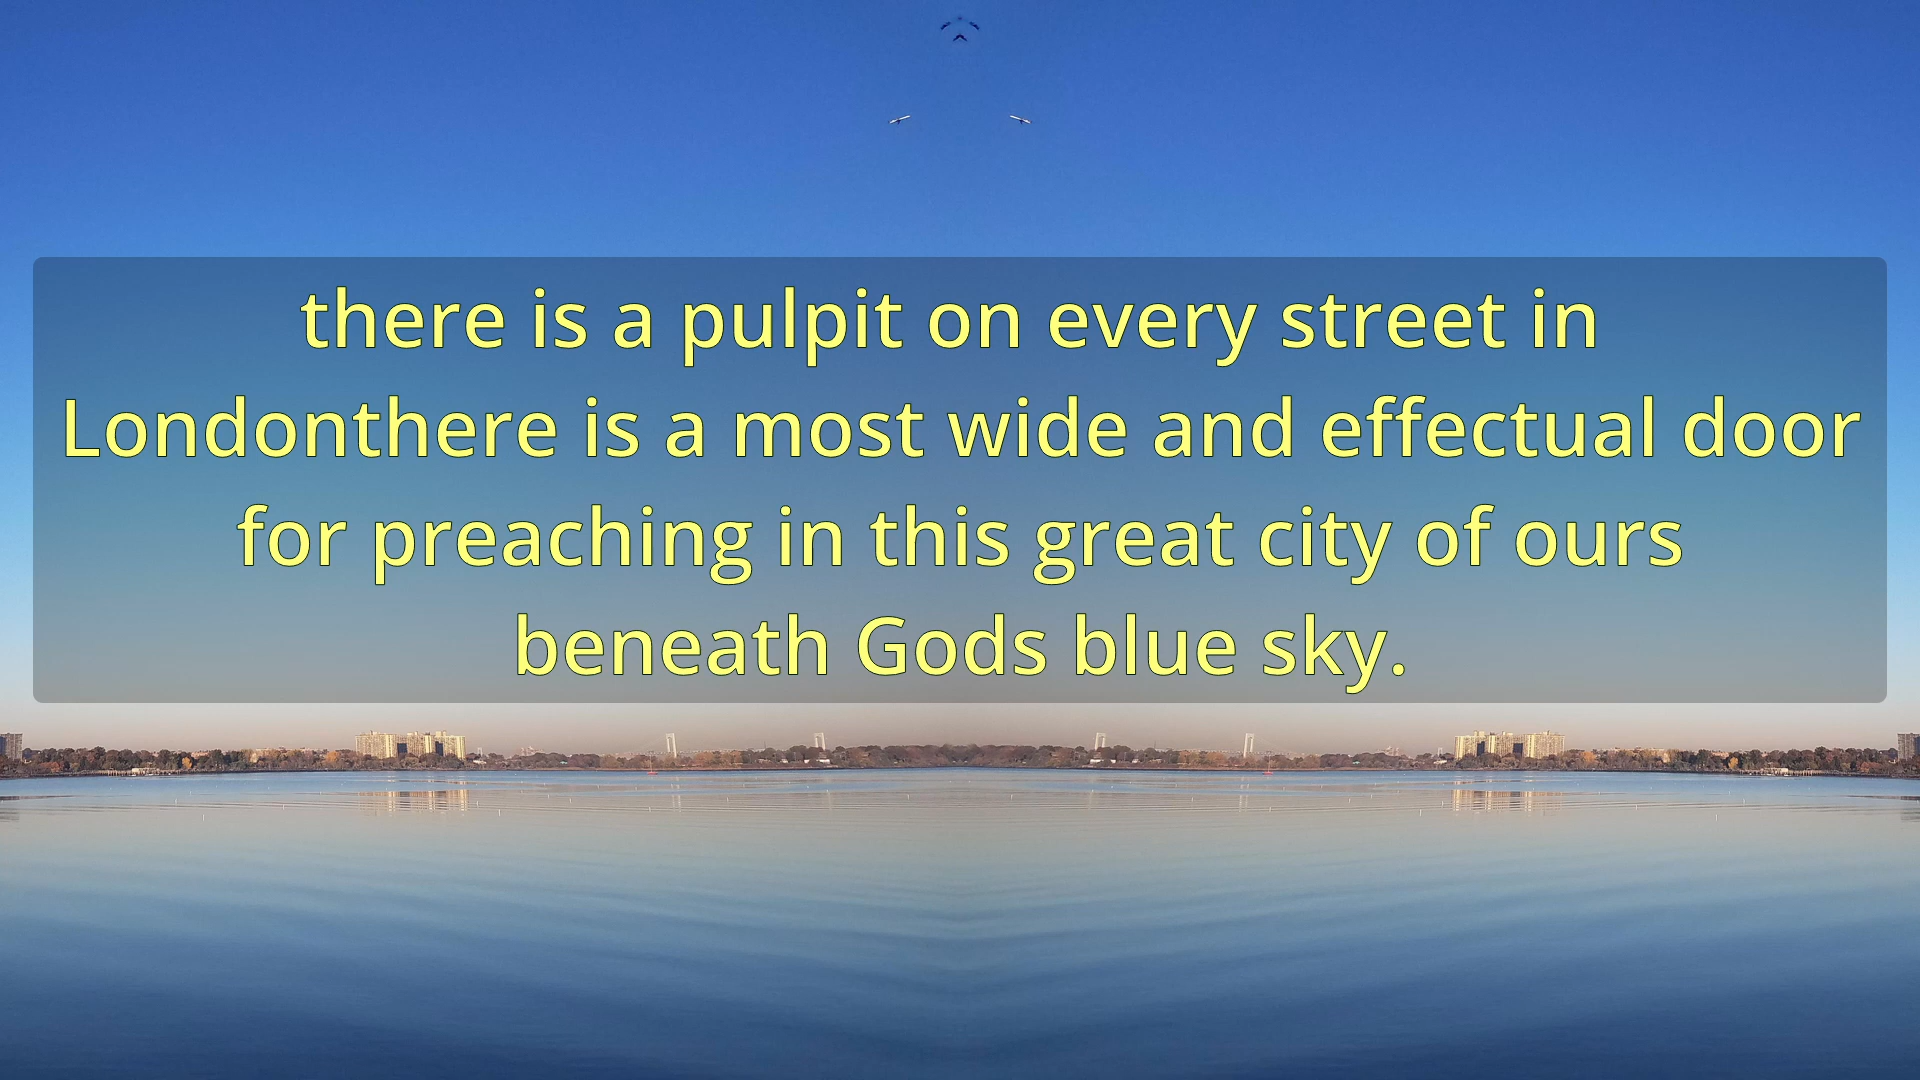 there is a pulpit on every street in
Londonthere is a most wide and effectual door
for preaching in this great city of ours
beneath Gods blue sky.